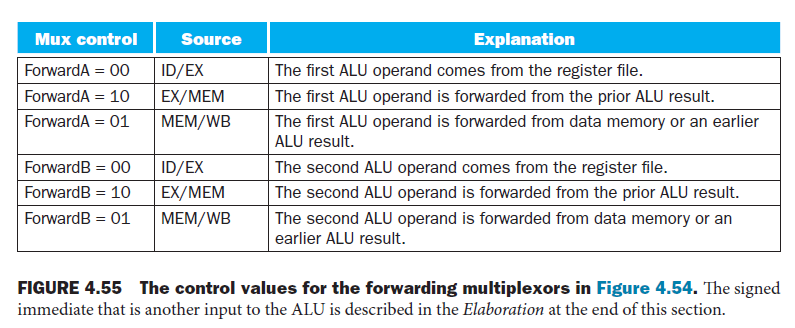 Mux control Source Explanation
ForwardA = 00 ID/EX The first ALU operand comes from the register file.
ForwardA = 10 EX/MEM The first ALU operand is forwarded from the prior ALU result.
ForwardA = 01 MEM/WB The first ALU operand is forwarded from data memory or an earlier
ALU result.
ForwardB = 00 ID/EX The second ALU operand comes from the register file.
ForwardB = 10 EX/MEM The second ALU operand is forwarded from the prior ALU result.
ForwardB = 01 MEM/WB The second ALU operand is forwarded from data memory or an
earlier ALU result.
FIGURE 4.55 The control values for the forwarding multiplexors in Figure 4.54. The signed
immediate that is another input to the ALU is described in the Elaboration at the end of this section.